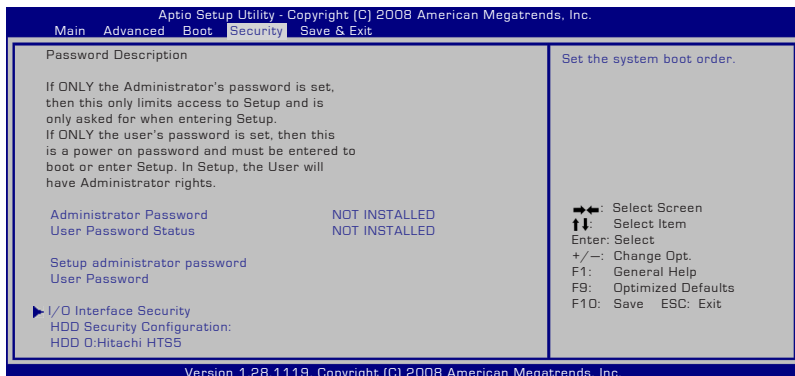 Aptio Setup Utility - Copyright (C) 2008 American Megatrends, Inc.
Main Advanced Boot Security Save & Exit
Password Description
If ONLY the Administrator's password is set,
then this only limits access to Setup and is
only asked for when entering Setup.
If ONLY the user's password is set, then this
is a power on password and must be entered to
boot or enter Setup. In Setup, the User will
have Administrator rights.
Administrator Password NOT INSTALLED
User Password Status NOT INSTALLED
Setup administrator password
User Password
I/O Interface Security
HDD Security Configuration:
HDD 0:Hitachi HTS5
Set the system boot order.
→←: Select Screen
↑↓: Select Item
Enter: Select
+/—: Change Opt.
F1: General Help
F9: Optimized Defaults
F10: Save ESC: Exit
Version 1.28.1119. Copyright (C) 2008 American Megatrends, Inc.